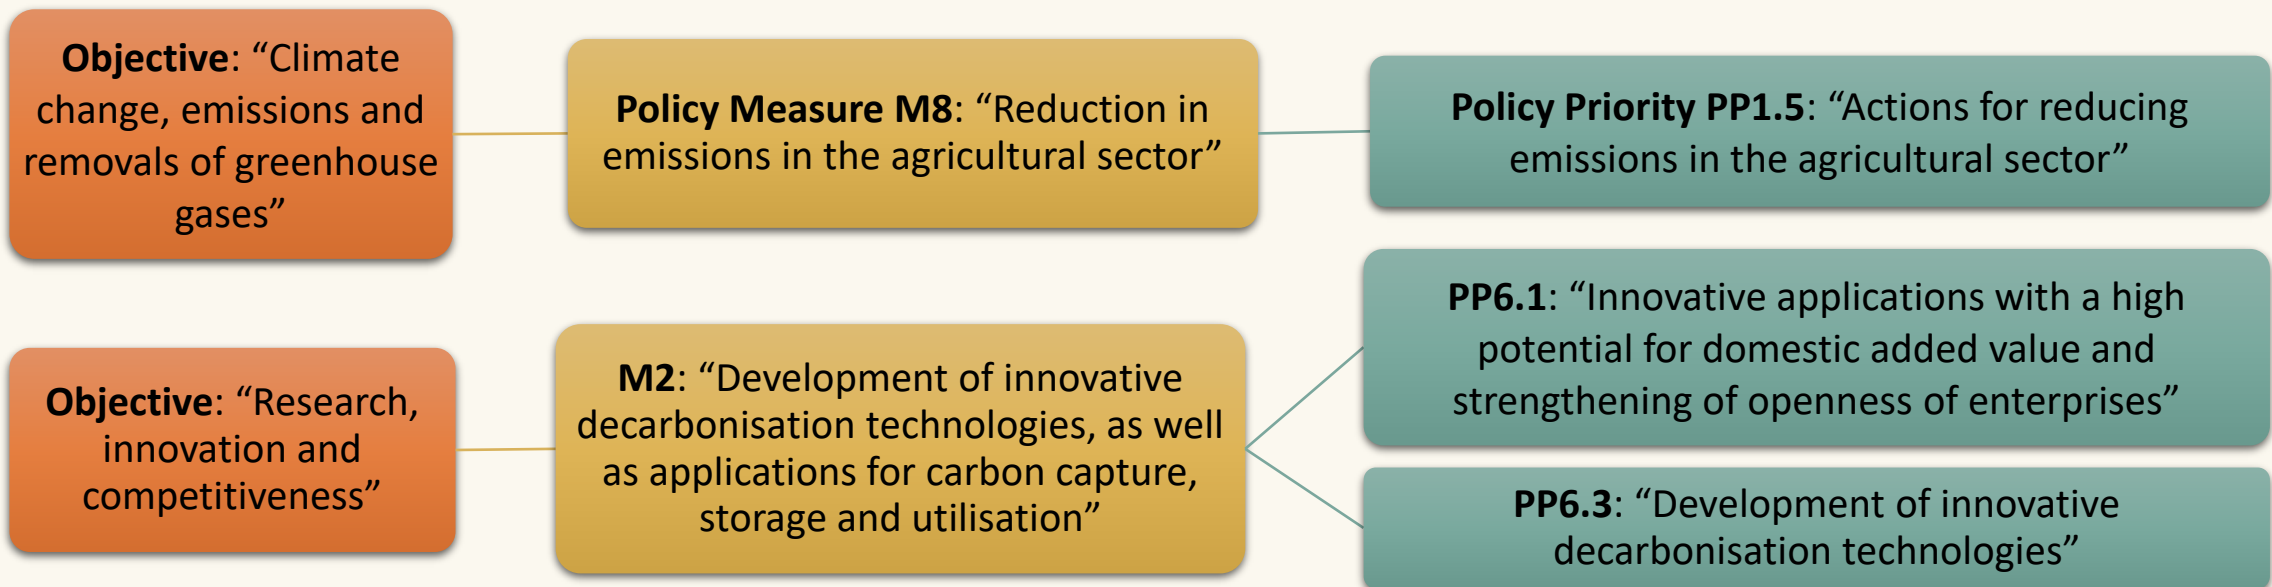 Objective: “Climate
change, emissions and
removals of greenhouse
gases”
Policy Measure M8: “Reduction in
emissions in the agricultural sector”
Policy Priority PP1.5: “Actions for reducing
emissions in the agricultural sector”
Objective: “Research,
innovation and
competitiveness”
M2: “Development of innovative
decarbonisation technologies, as well
as applications for carbon capture,
storage and utilisation”
PP6.1: “Innovative applications with a high
potential for domestic added value and
strengthening of openness of enterprises”
PP6.3: “Development of innovative
decarbonisation technologies”